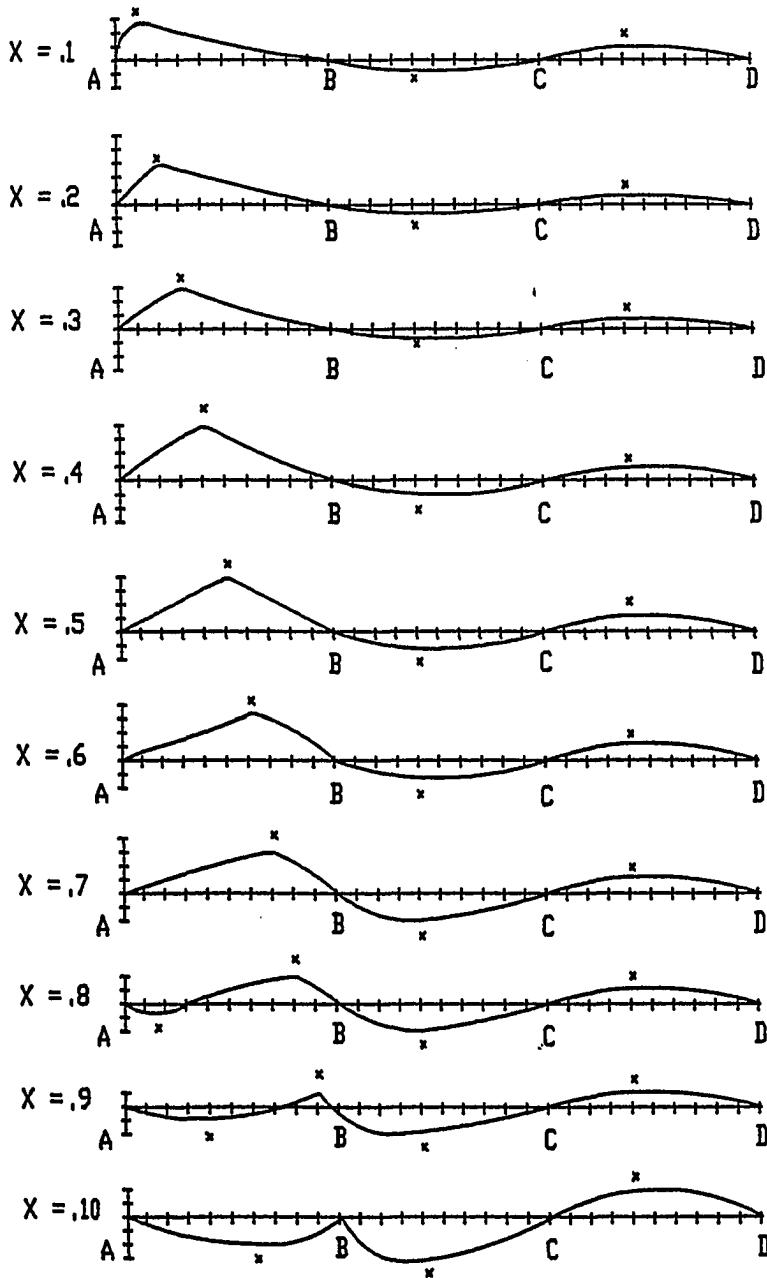 X = .1
A B C D
X = .2
A B C D
X = .3
A B C D
X = .4
A B C D
X = .5
A B C D
X = .6
A B C D
X = .7
A B C D
X = .8
A B C D
X = .9
A B C D
X = .10
A B C D